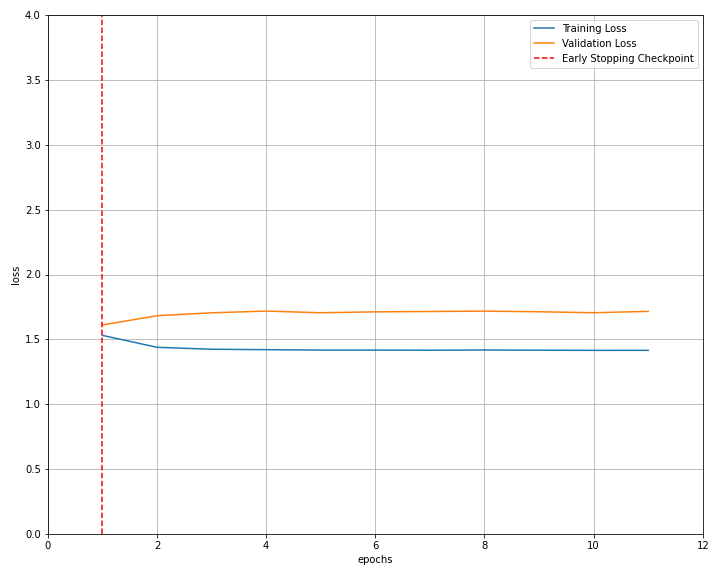 4.0
3.5
3.0
2.5
2.0
1.5
1.0
0.5
0.0
loss
0 2 4 6 8 10 12
epochs
Training Loss
Validation Loss
Early Stopping Checkpoint